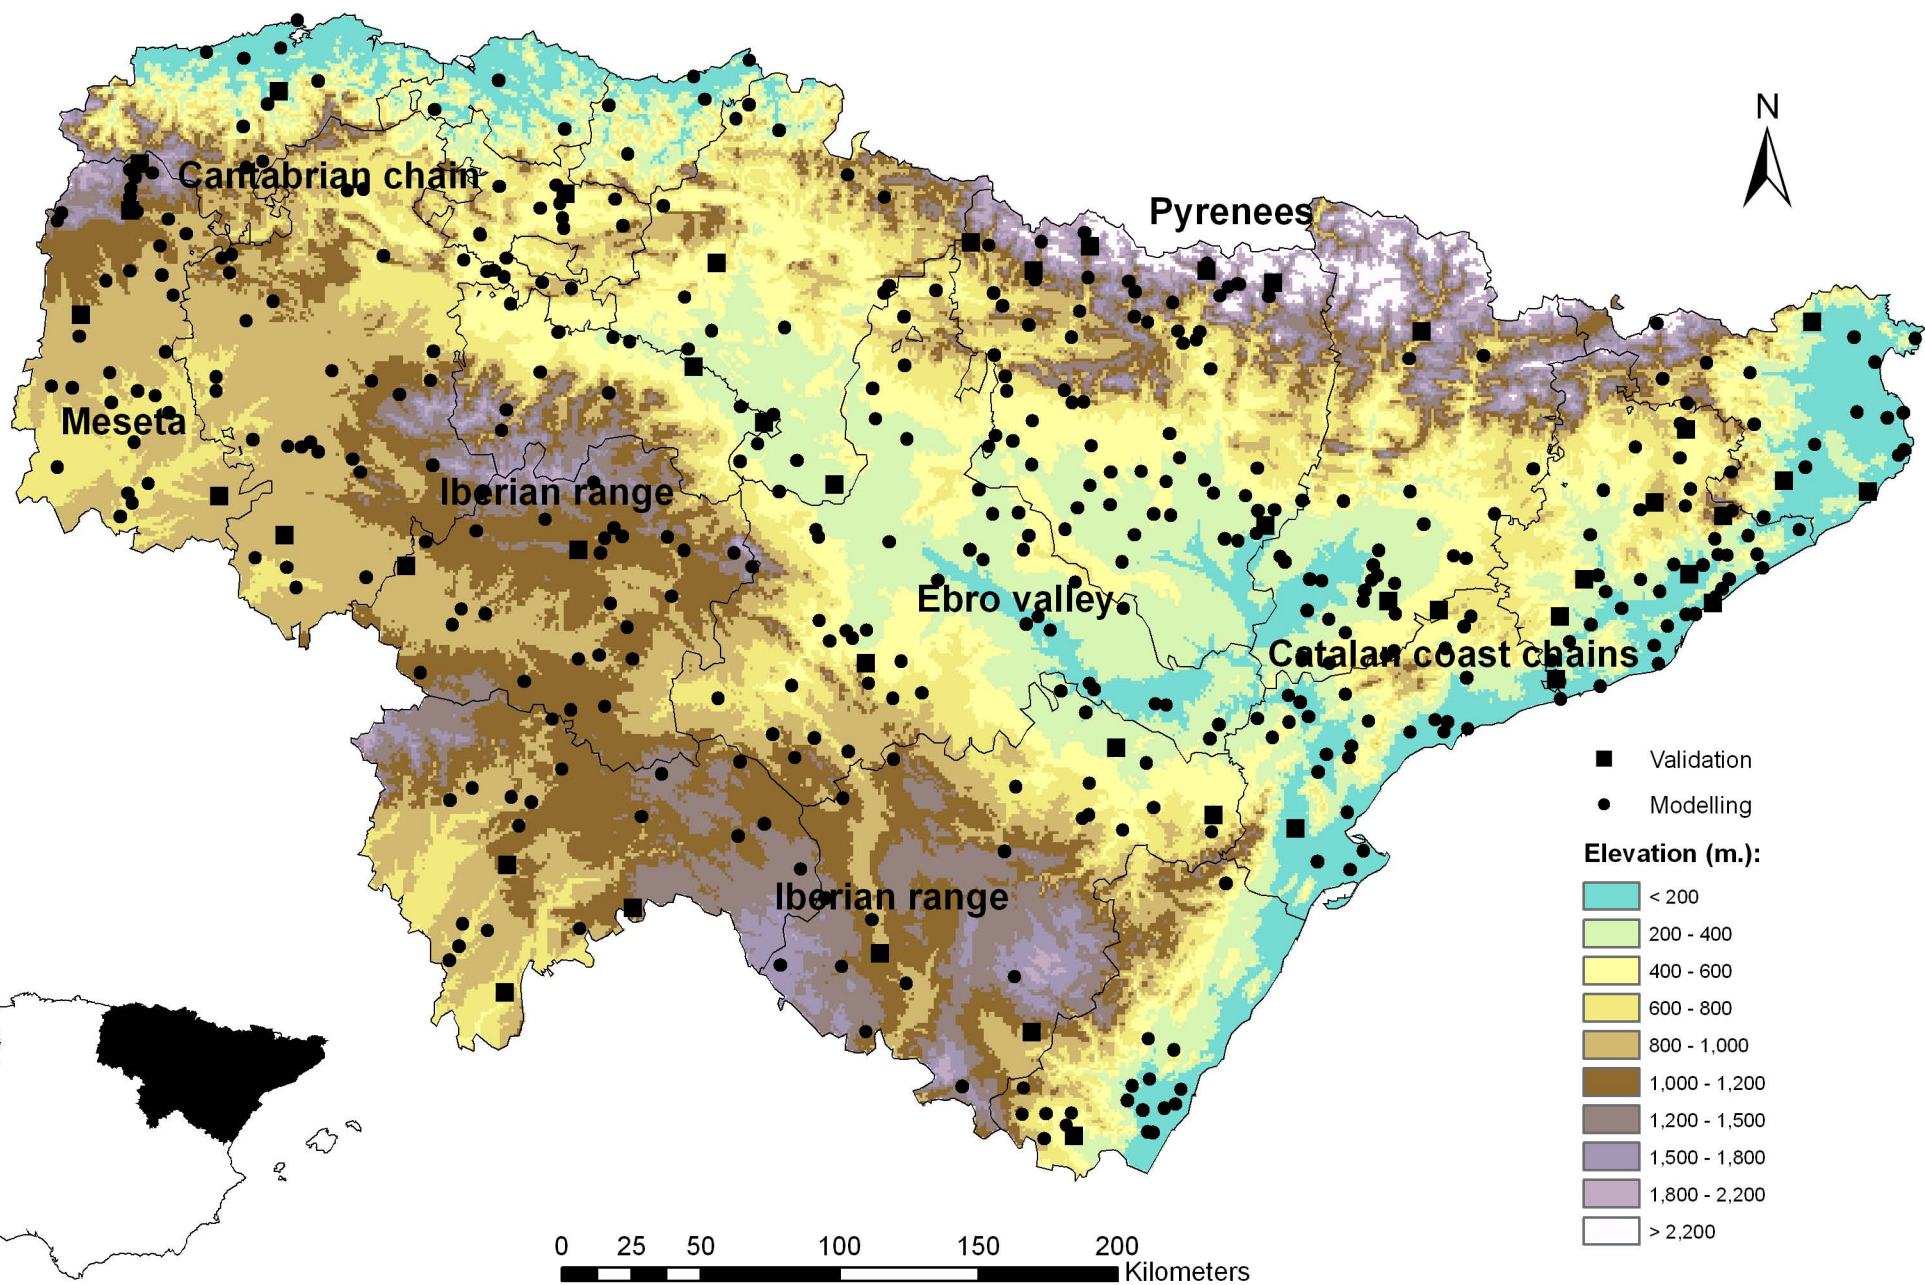 N
Cantabrian chain
Pyrenees
Meseta
Iberian range
Ebro valley
Catalan coast chains
Iberian range
Validation
Modelling
Elevation (m.):
< 200
200 - 400
400 - 600
600 - 800
800 - 1,000
1,000 - 1,200
1,200 - 1,500
1,500 - 1,800
1,800 - 2,200
> 2,200
0 25 50 100 150 200
Kilometers